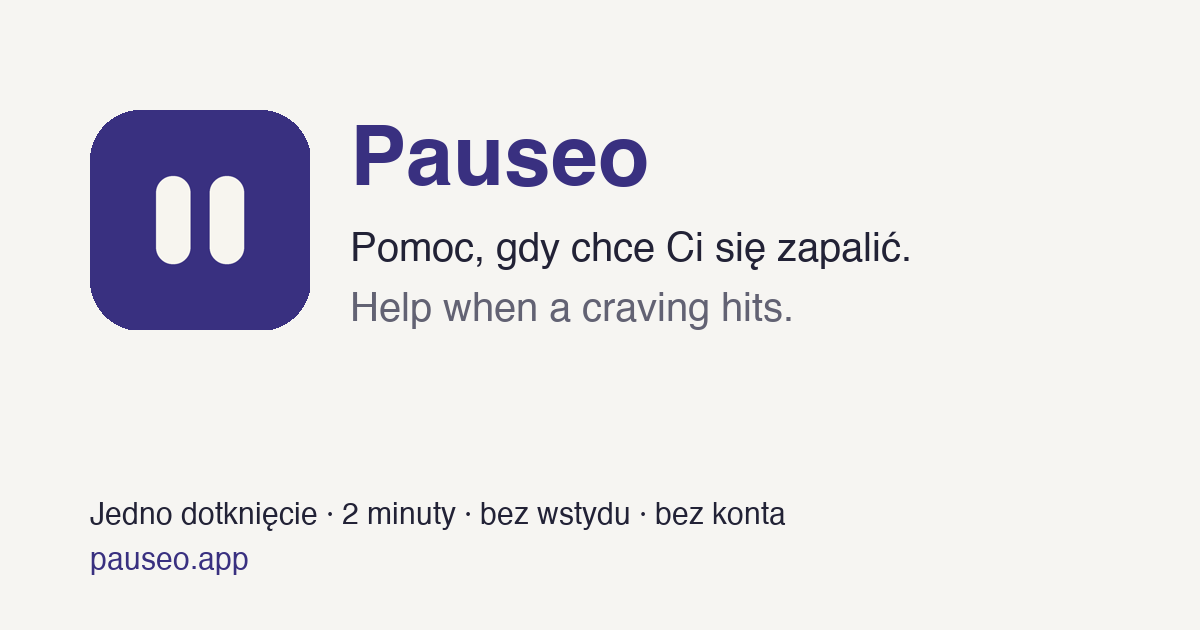 Pauseo
Pomoc, gdy chce Ci się zapalić.
Help when a craving hits.
Jedno dotknięcie · 2 minuty · bez wstydu · bez konta
pauseo.app